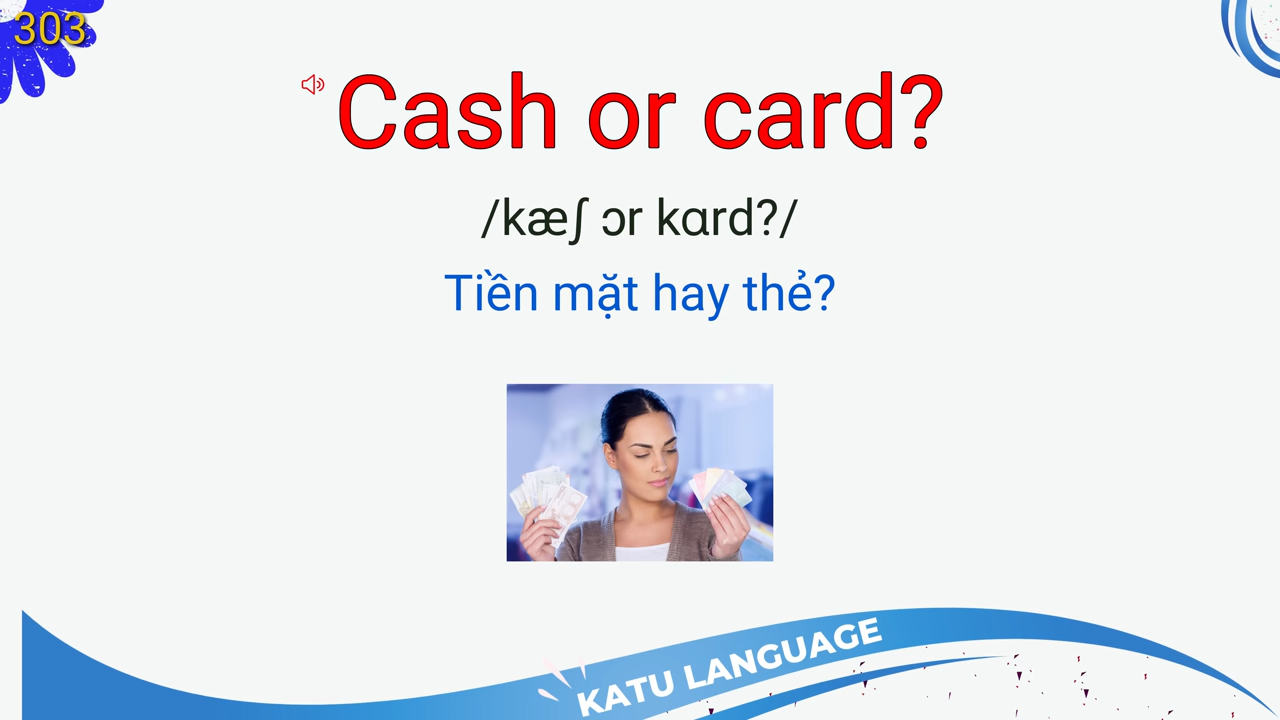 303
Cash or card?
/kæʃ ɔr kɑrd?/
Tiền mặt hay thẻ?
KATU LANGUAGE